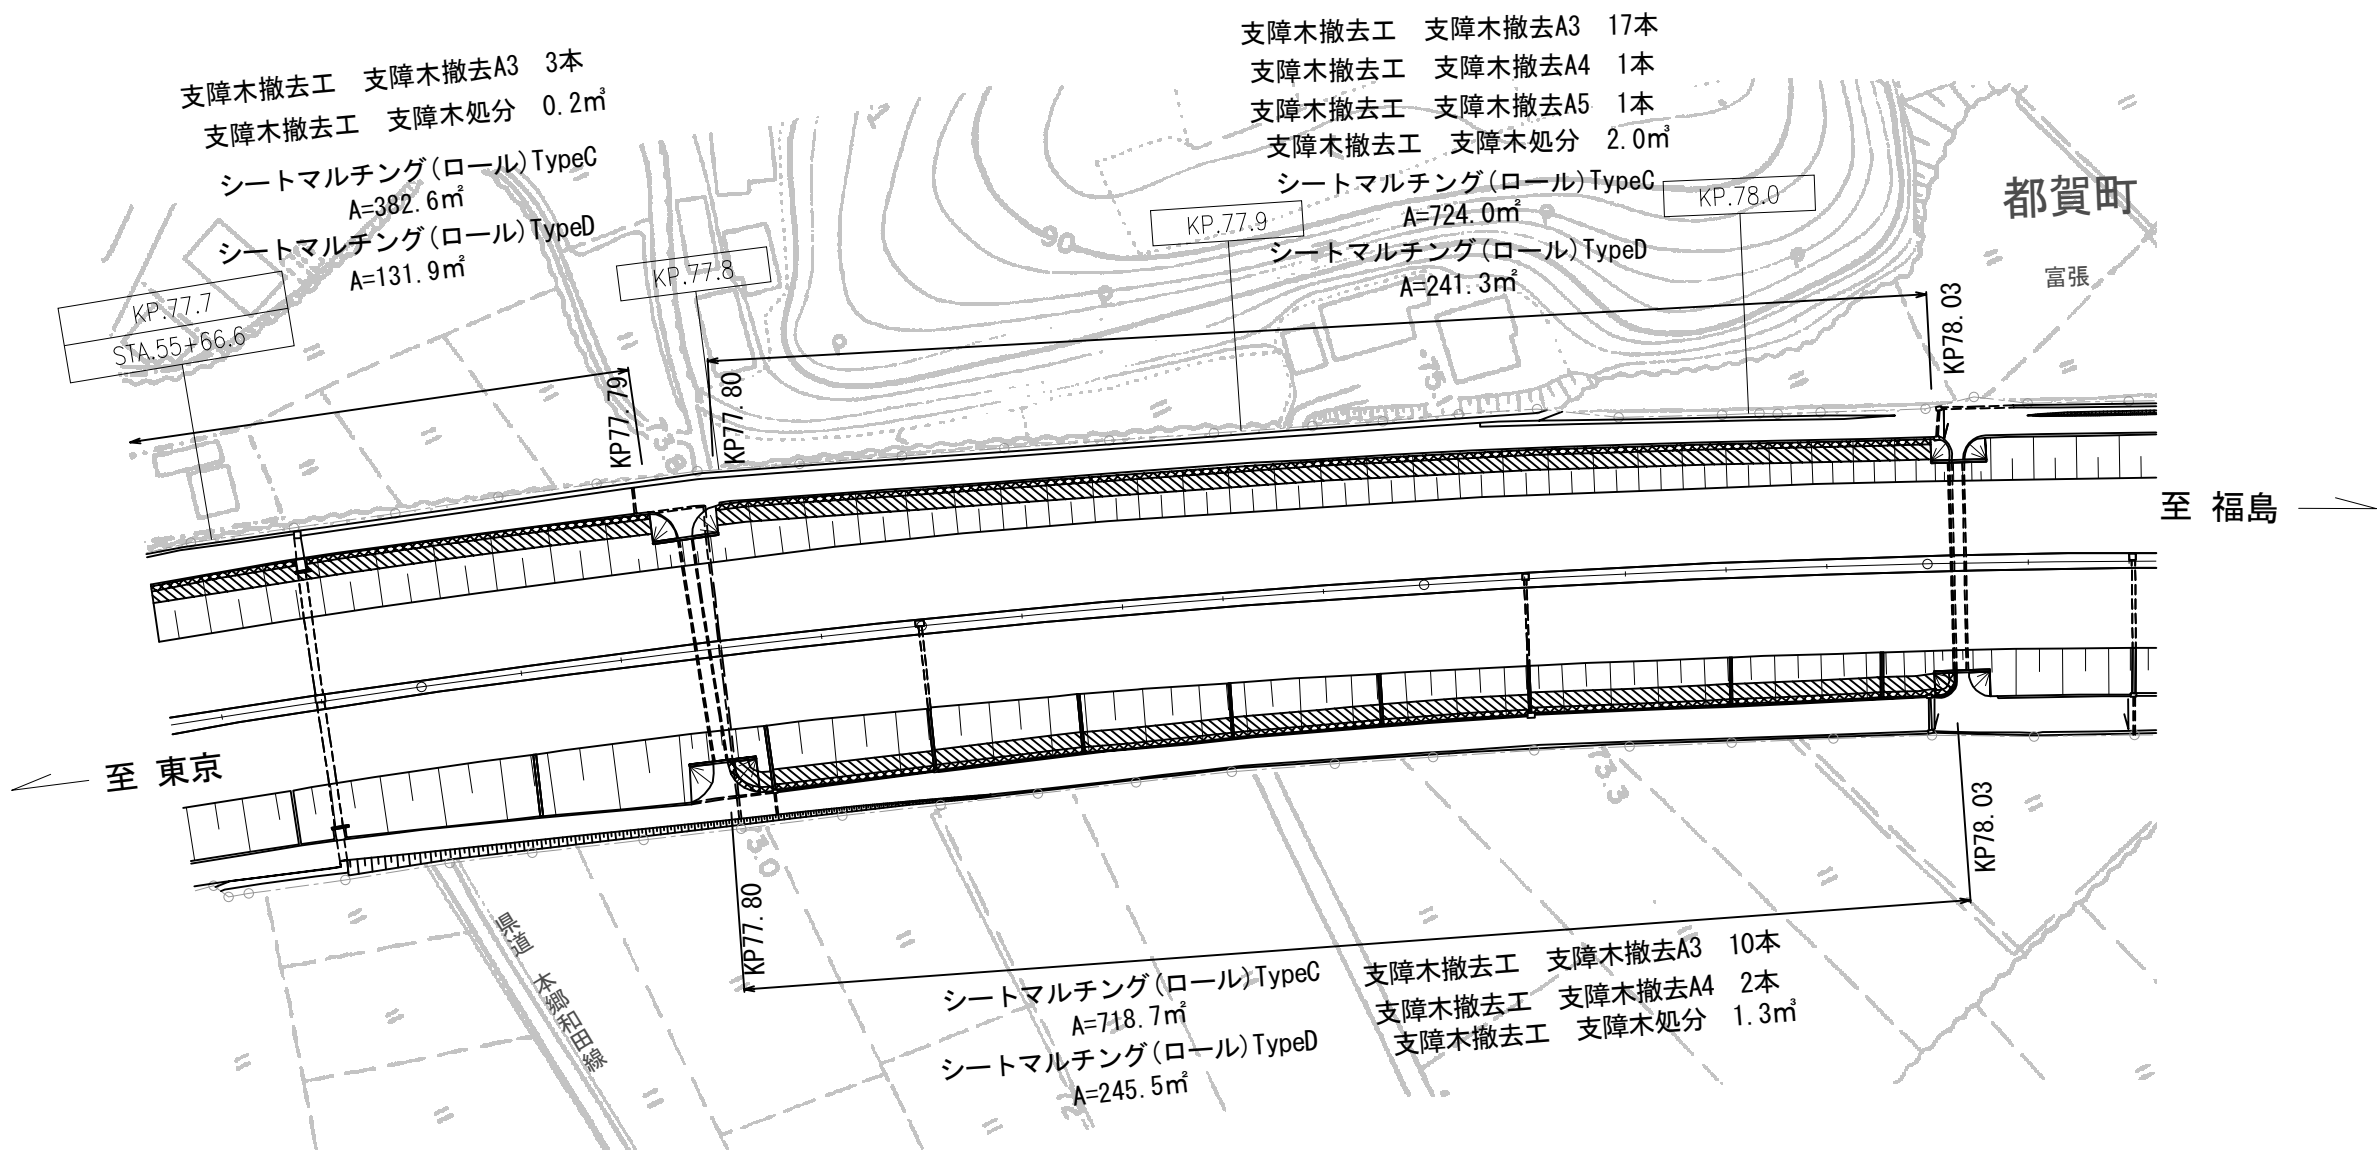 支障木撤去工　支障木撤去A3　3本
支障木撤去工　支障木処分　0.2㎥
シートマルチング(ロール)TypeC
A=382.6㎡
シートマルチング(ロール)TypeD
A=131.9㎡
支障木撤去工　支障木撤去A3　17本
支障木撤去工　支障木撤去A4　1本
支障木撤去工　支障木撤去A5　1本
支障木撤去工　支障木処分　2.0㎥
シートマルチング(ロール)TypeC
A=724.0㎡
シートマルチング(ロール)TypeD
A=241.3㎡
KP.77.7
STA.55+66.6
KP.77.8
KP.77.9
KP.78.0
都賀町
富張
90
75.
73.8
KP77.79
KP77.80
KP78.03
至 福島
至 東京
73.0
73.3
KP77.80
KP78.03
県道 本郷和田線
シートマルチング(ロール)TypeC
A=718.7㎡
シートマルチング(ロール)TypeD
A=245.5㎡
支障木撤去工　支障木撤去A3　10本
支障木撤去工　支障木撤去A4　2本
支障木撤去工　支障木処分　1.3㎥